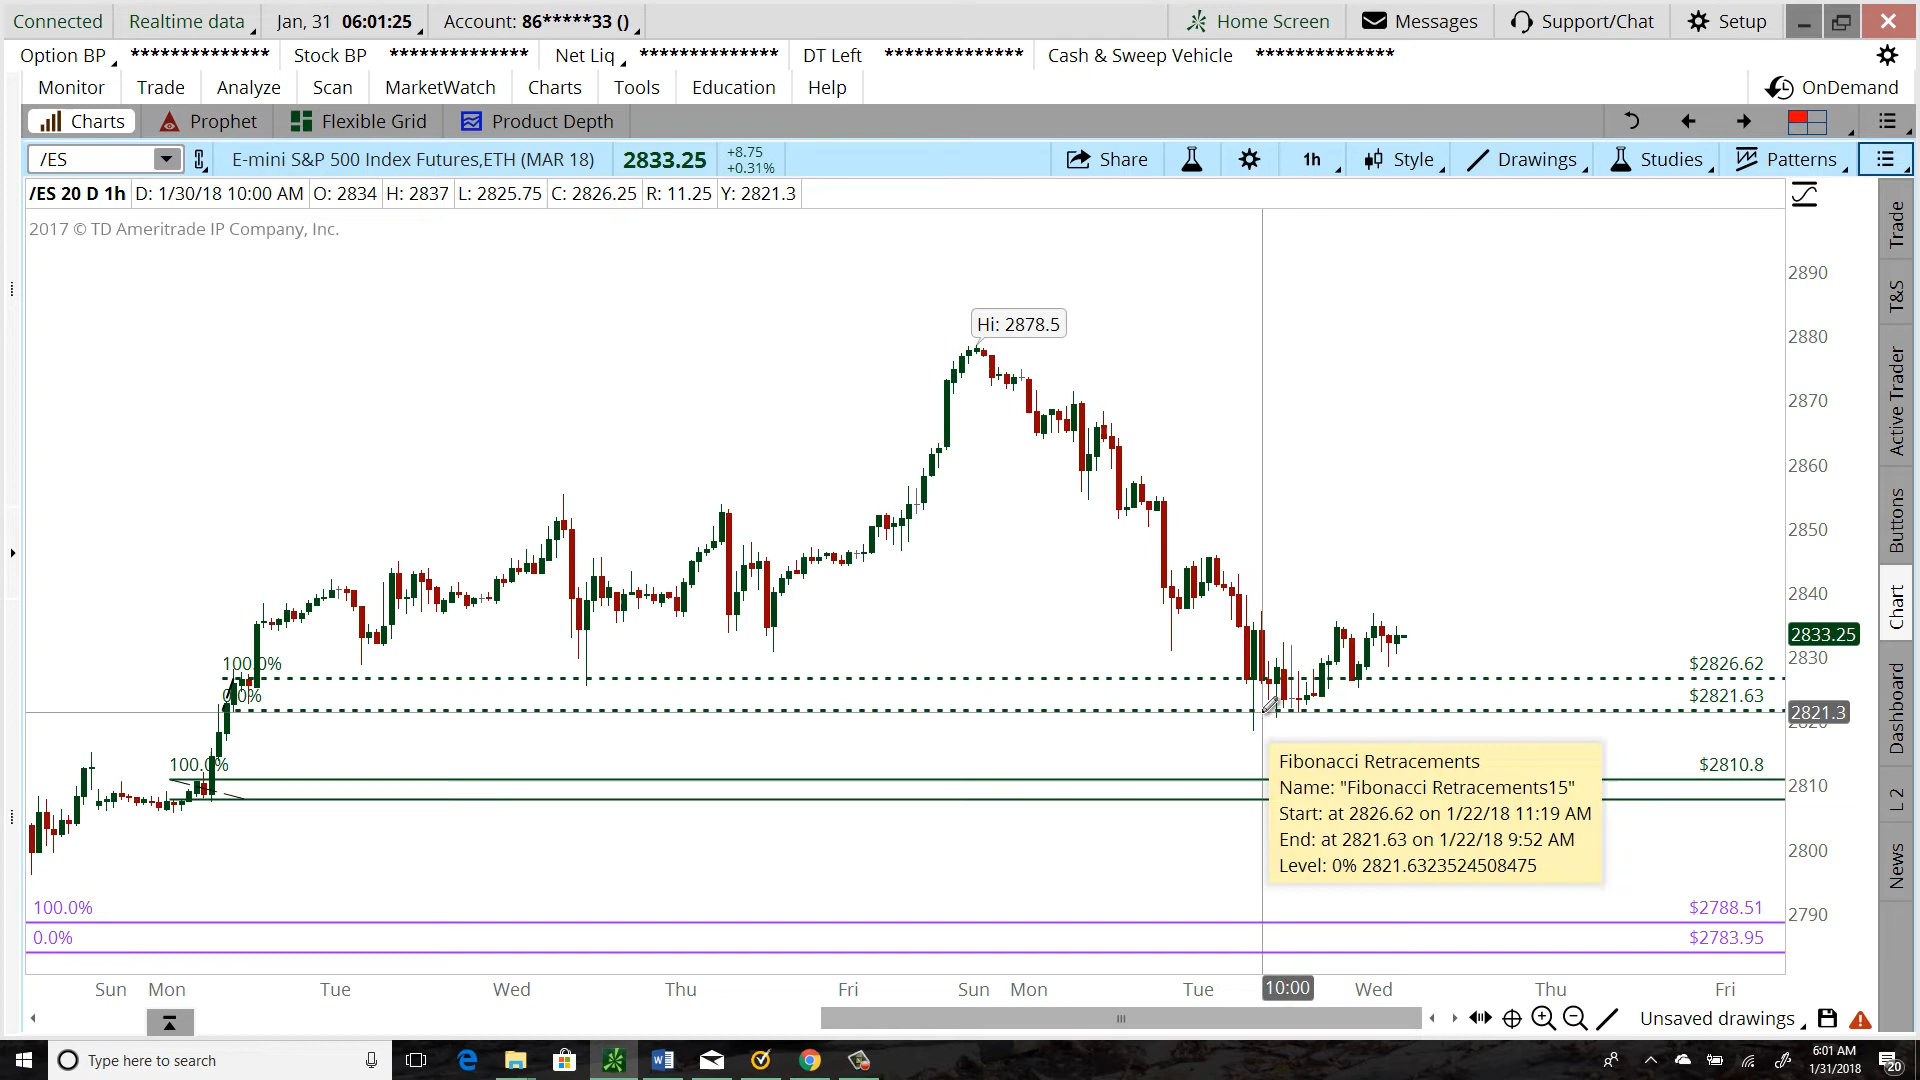 Connected Realtime data Jan, 31 06:01:25 Account: 86*****33 () Home Screen Messages Support/Chat Setup
Option BP ************** Stock BP ************** Net Liq ************** DT Left ************** Cash & Sweep Vehicle **************
Monitor Trade Analyze Scan MarketWatch Charts Tools Education Help OnDemand
Charts Prophet Flexible Grid Product Depth
/ES E-mini S&P 500 Index Futures,ETH (MAR 18) 2833.25 +8.75 Share 1h Style Drawings Studies Patterns
+0.31%
/ES 20 D 1h D: 1/30/18 10:00 AM O: 2834 H: 2837 L: 2825.75 C: 2826.25 R: 11.25 Y: 2821.3
2017 © TD Ameritrade IP Company, Inc.
2890
Hi: 2878.5
2880
2870
2860
2850
2840
2833.25
2830
100.0% $2826.62
0.0% $2821.63
2821.3
100.0% $2810.8
2810
2800
Fibonacci Retracements
Name: "Fibonacci Retracements15"
Start: at 2826.62 on 1/22/18 11:19 AM
End: at 2821.63 on 1/22/18 9:52 AM
Level: 0% 2821.6323524508475
100.0% $2788.51 2790
0.0% $2783.95
Sun Mon Tue Wed Thu Fri Sun Mon Tue 10:00 Wed Thu Fri
Unsaved drawings
Trade
T&S
Active Trader
Buttons
Chart
Dashboard
L 2
News
Type here to search
6:01 AM
1/31/2018
20